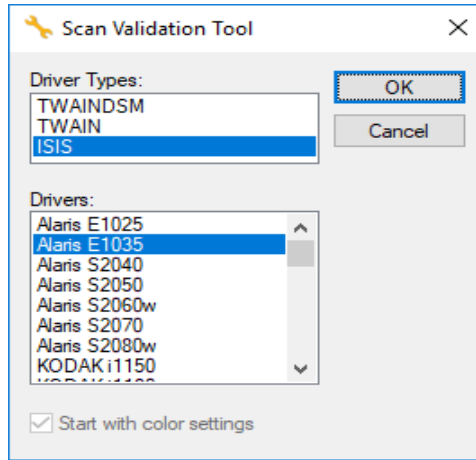 Scan Validation Tool
Driver Types:
TWAINDSM
TWAIN
ISIS
OK
Cancel
Drivers:
Alaris E1025
Alaris E1035
Alaris S2040
Alaris S2050
Alaris S2060w
Alaris S2070
Alaris S2080w
KODAK i1150
Start with color settings